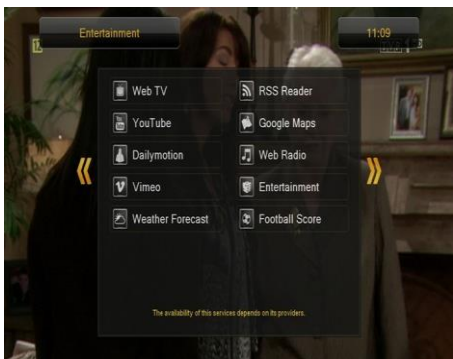 Entertainment
11:09
Web TV
RSS Reader
YouTube
Google Maps
Dailymotion
Web Radio
Vimeo
Entertainment
Weather Forecast
Football Score
The availability of this services depends on its providers.